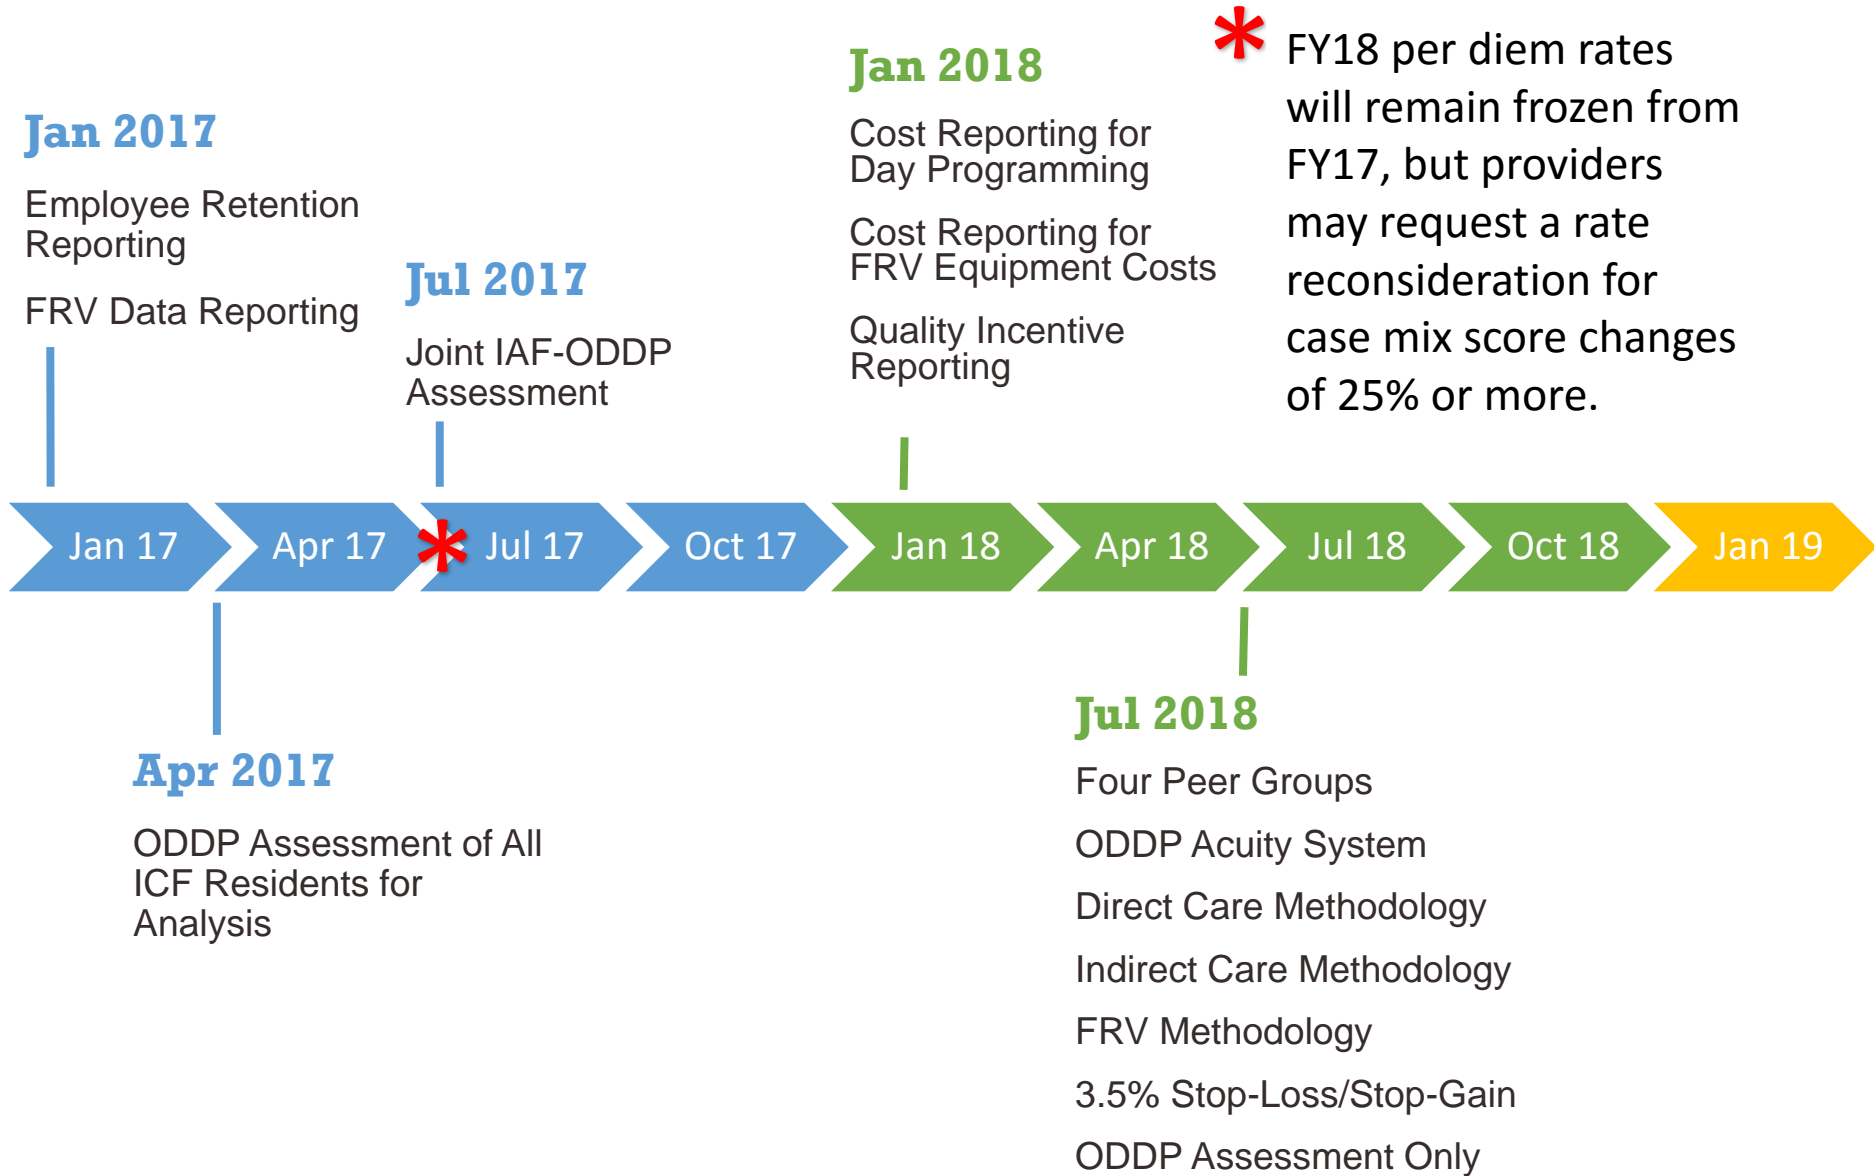 Jan 2017
Employee Retention
Reporting
FRV Data Reporting
Jul 2017
Joint IAF-ODDP
Assessment
Jan 2018
Cost Reporting for
Day Programming
Cost Reporting for
FRV Equipment Costs
Quality Incentive
Reporting
* FY18 per diem rates
will remain frozen from
FY17, but providers
may request a rate
reconsideration for
case mix score changes
of 25% or more.
Jan 17 Apr 17 * Jul 17 Oct 17 Jan 18 Apr 18 Jul 18 Oct 18 Jan 19
Apr 2017
ODDP Assessment of All
ICF Residents for
Analysis
Jul 2018
Four Peer Groups
ODDP Acuity System
Direct Care Methodology
Indirect Care Methodology
FRV Methodology
3.5% Stop-Loss/Stop-Gain
ODDP Assessment Only